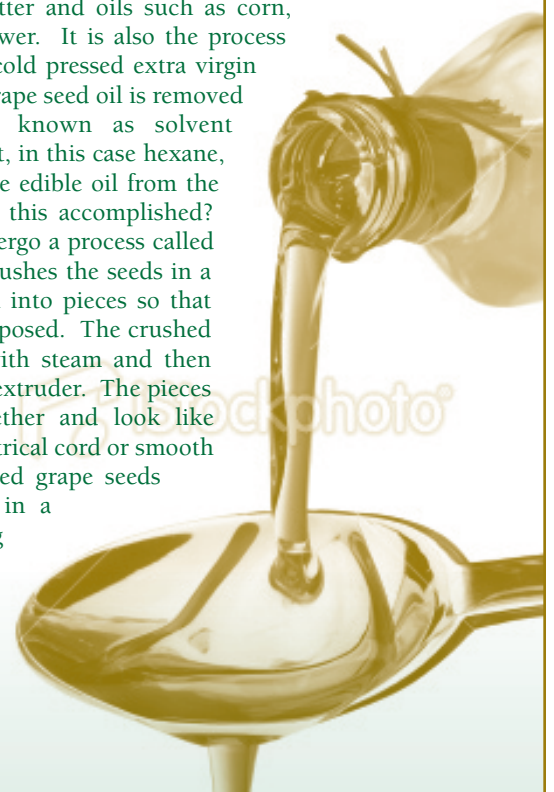 tter and oils such as corn,
wer. It is also the process
cold pressed extra virgin
rape seed oil is removed
known as solvent
t, in this case hexane,
e edible oil from the
this accomplished?
ergo a process called
ushes the seeds in a
into pieces so that
posed. The crushed
with steam and then
extruder. The pieces
ether and look like
trical cord or smooth
ed grape seeds
in a
g
iStockphoto